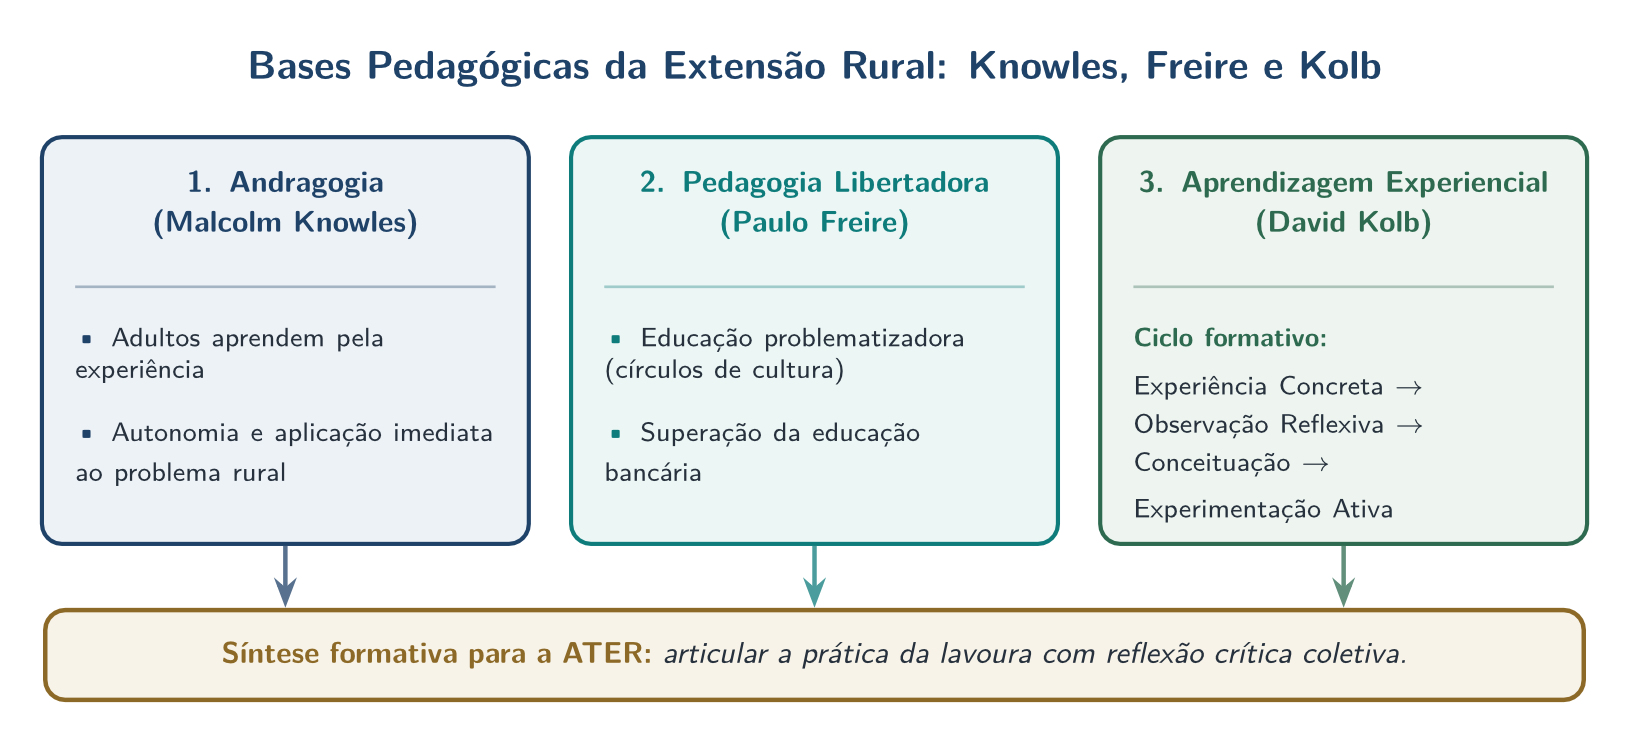 Bases Pedagógicas da Extensão Rural: Knowles, Freire e Kolb
1. Andragogia
(Malcolm Knowles)
▪ Adultos aprendem pela
experiência
▪ Autonomia e aplicação imediata
ao problema rural
2. Pedagogia Libertadora
(Paulo Freire)
▪ Educação problematizadora
(círculos de cultura)
▪ Superação da educação
bancária
3. Aprendizagem Experiencial
(David Kolb)
Ciclo formativo:
Experiência Concreta →
Observação Reflexiva →
Conceituação →
Experimentação Ativa
Síntese formativa para a ATER: articular a prática da lavoura com reflexão crítica coletiva.